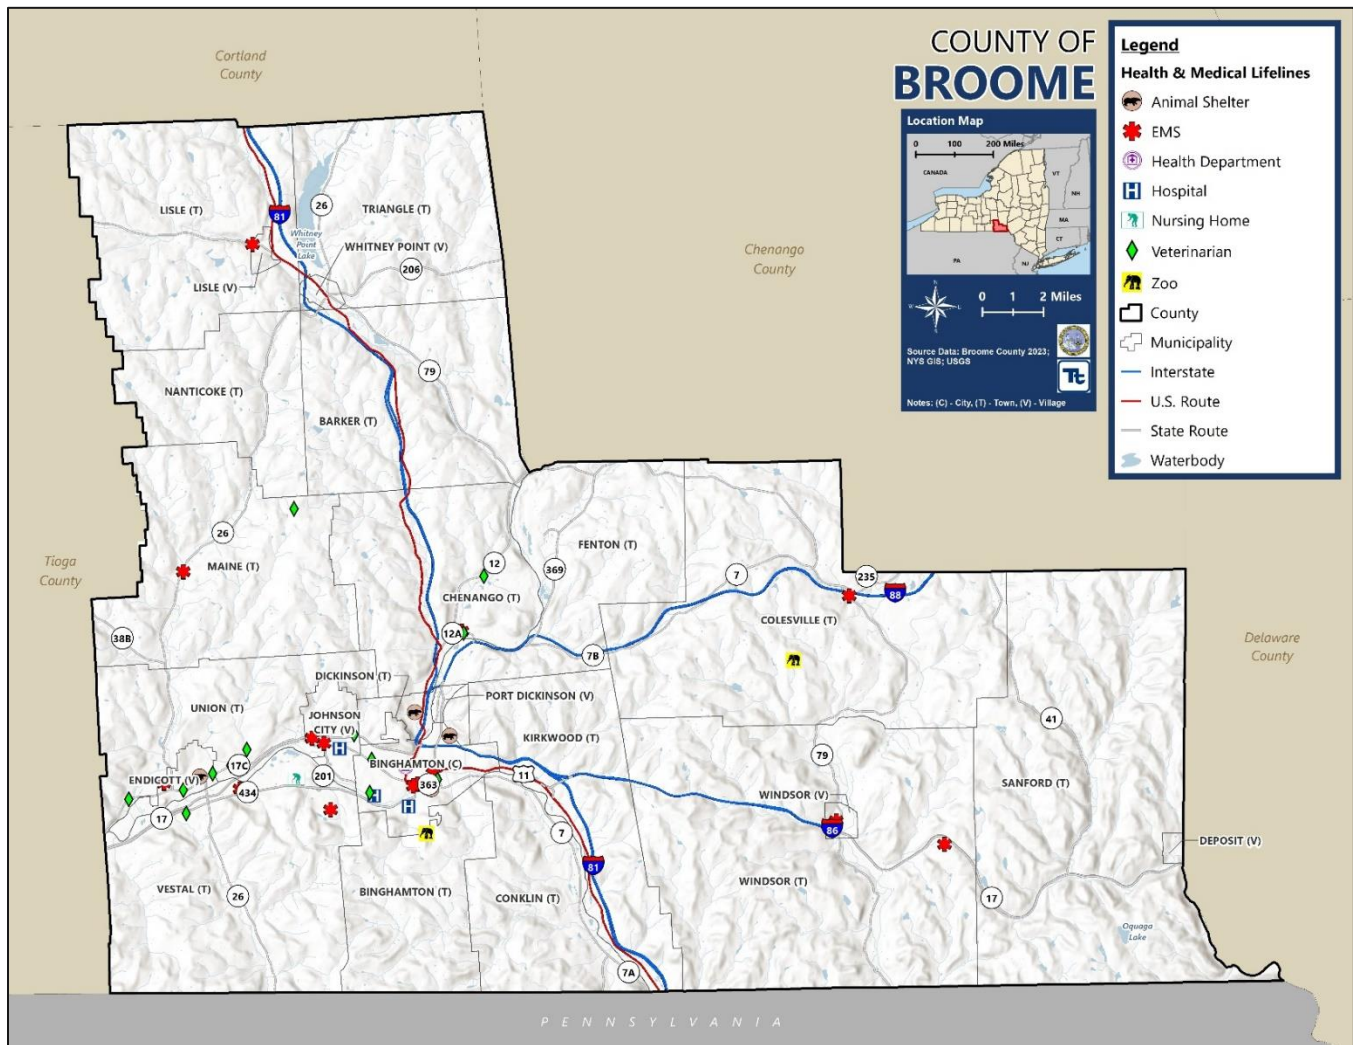 COUNTY OF
BROOME
Location Map
0 100 200 Miles
CANADA
VT
NH
MA
CT
PA
NJ
N
W
E
S
0 1 2 Miles
Source Data: Broome County 2023;
NYS GIS; USGS
Tt
Notes: (C) - City, (T) - Town, (V) - Village
Legend
Health & Medical Lifelines
Animal Shelter
EMS
Health Department
H Hospital
Nursing Home
Veterinarian
Zoo
County
Municipality
Interstate
U.S. Route
State Route
Waterbody
Cortland
County
Chenango
County
Tioga
County
Delaware
County
LISLE (T)
81
26
TRIANGLE (T)
Whitney
Point
Lake
WHITNEY POINT (V)
206
LISLE (V)
79
NANTICOKE (T)
BARKER (T)
26
MAINE (T)
12
369
FENTON (T)
CHENANGO (T)
7
235
88
COLESVILLE (T)
38B
12A
7B
DICKINSON (T)
PORT DICKINSON (V)
UNION (T)
JOHNSON
CITY (V)
KIRKWOOD (T)
41
79
H
17C
BINGHAMTON (C)
ENDICOTT (V)
201
363
11
SANFORD (T)
434
H
H
WINDSOR (V)
17
7
86
DEPOSIT (V)
81
VESTAL (T)
26
BINGHAMTON (T)
CONKLIN (T)
WINDSOR (T)
17
Oquaga
Lake
7A
PENNSYLVANIA